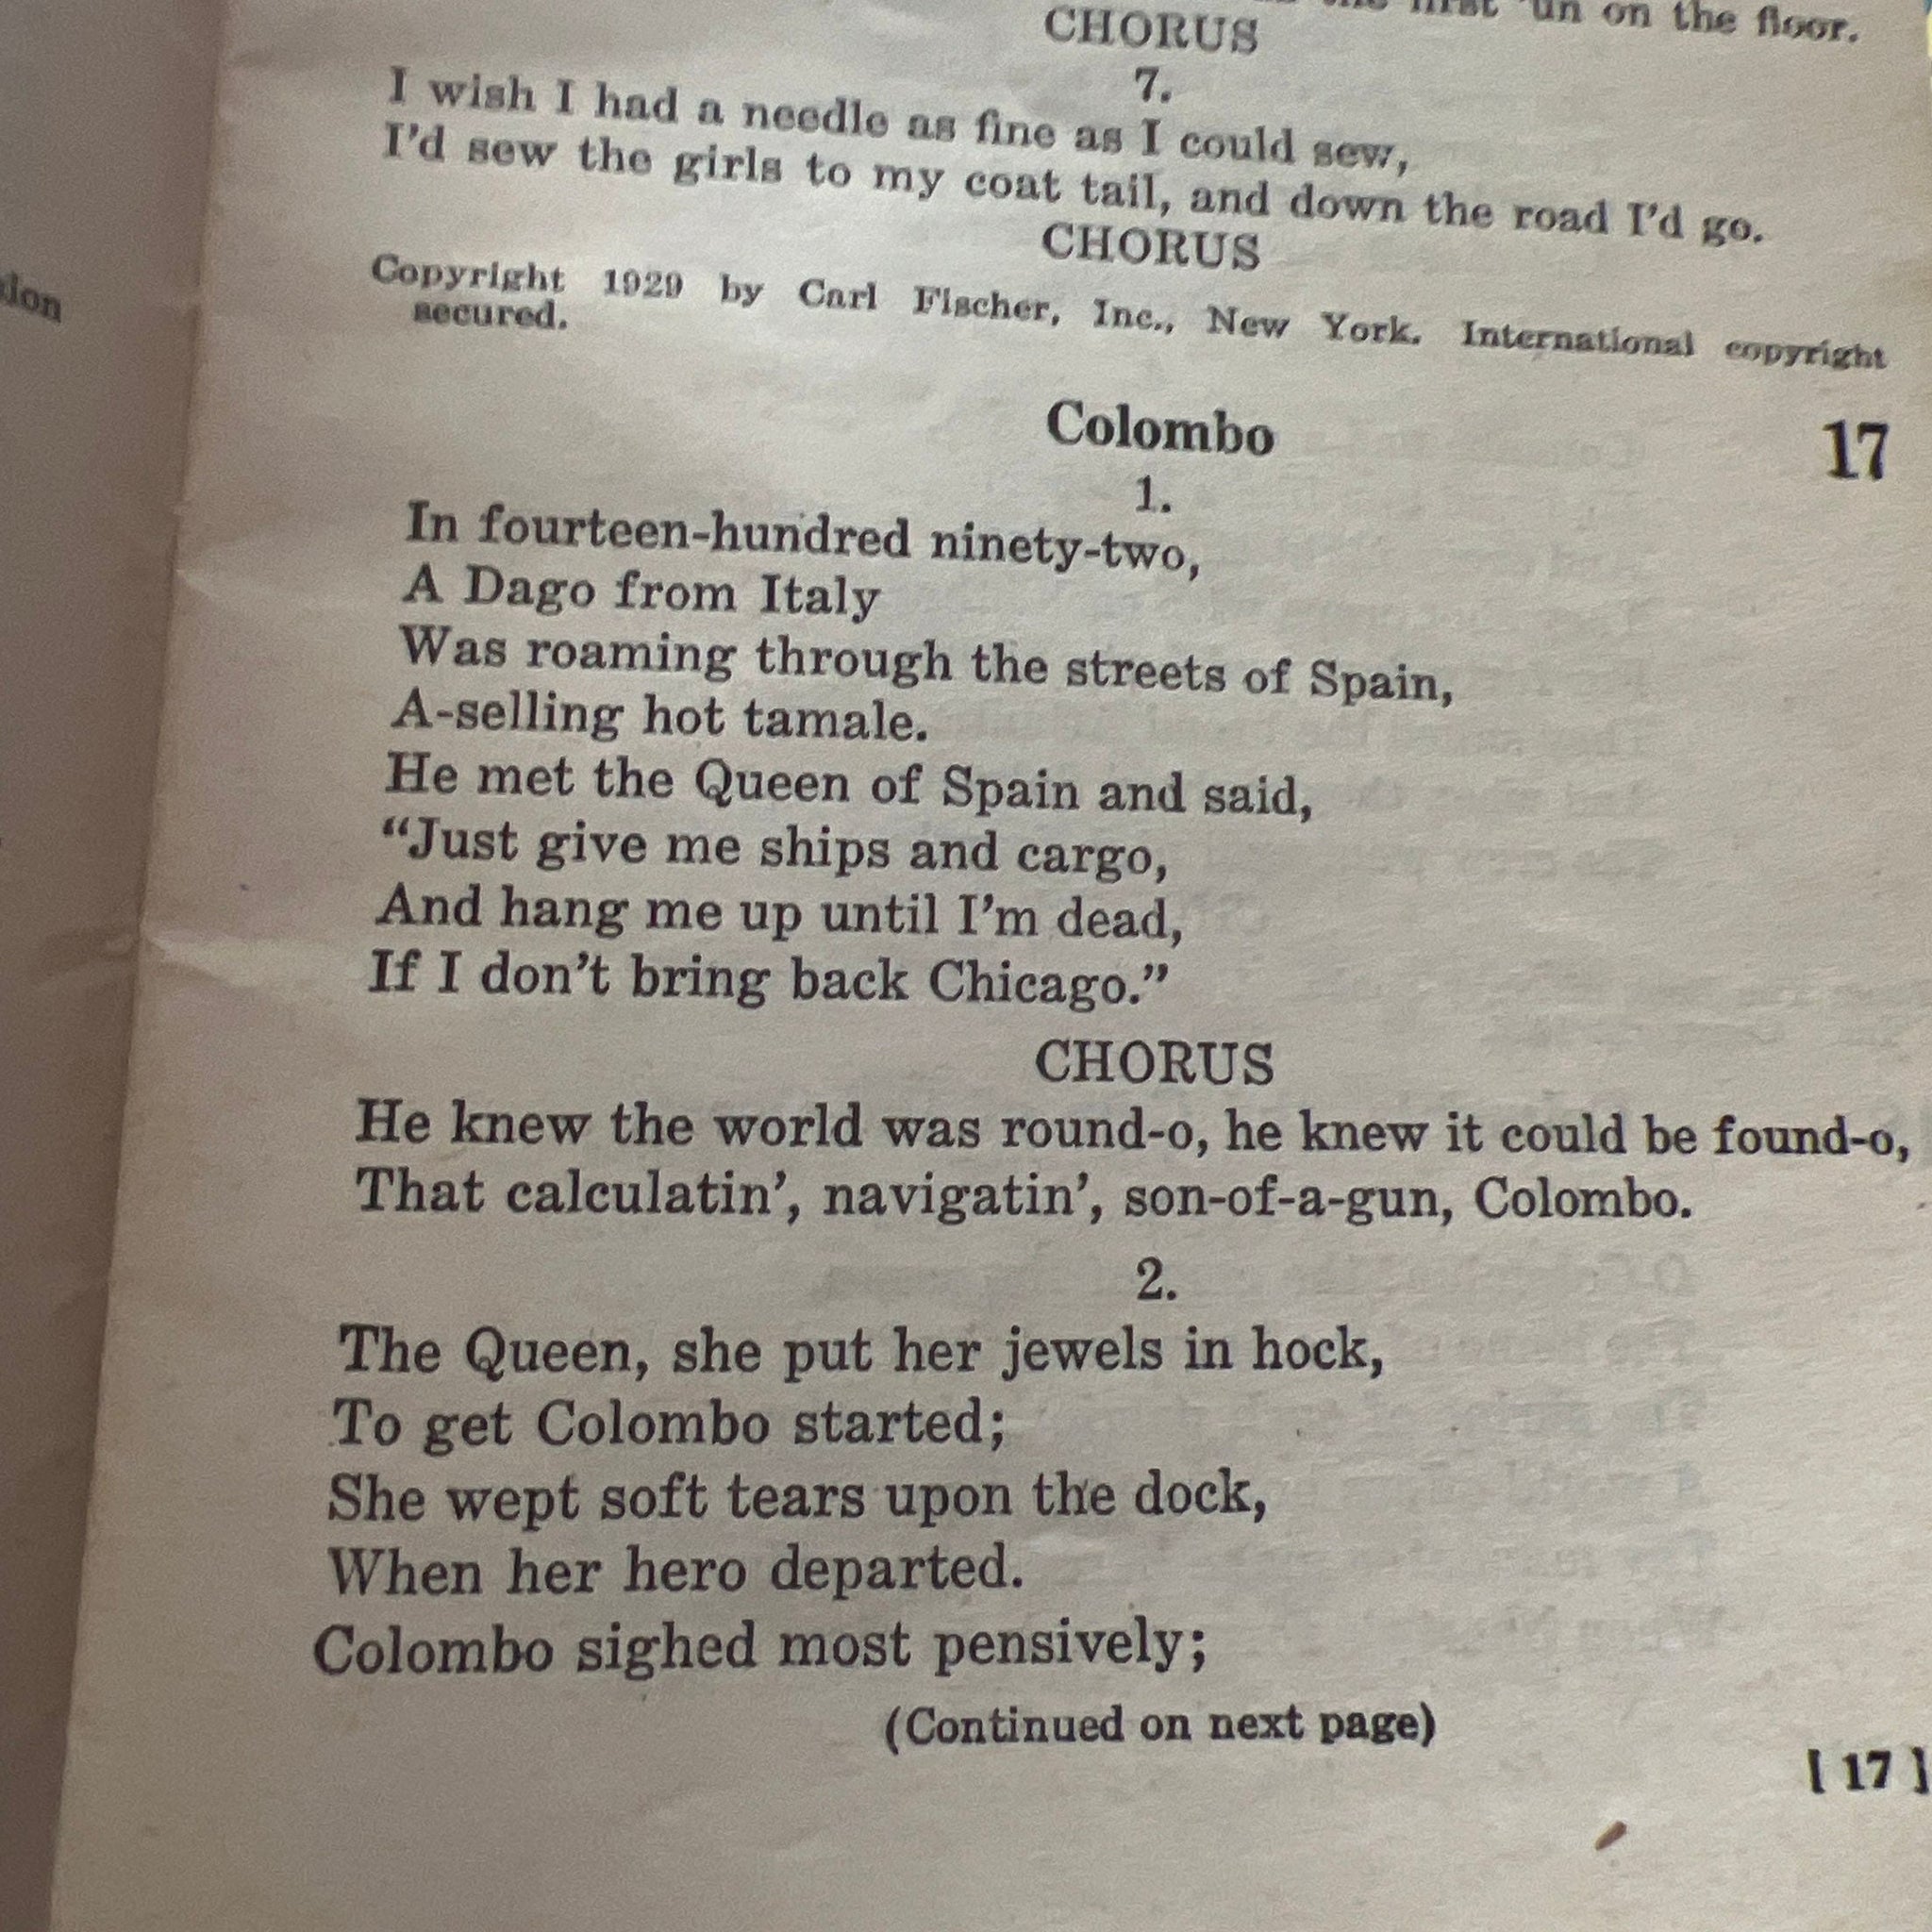 first 'un on the floor.
CHORUS
7.
I wish I had a needle as fine as I could sew,
I'd sew the girls to my coat tail, and down the road I'd go.
CHORUS
Copyright 1929 by Carl Fischer, Inc., New York. International copyright
secured.
Colombo 17
1.
In fourteen-hundred ninety-two,
A Dago from Italy
Was roaming through the streets of Spain,
A-selling hot tamale.
He met the Queen of Spain and said,
“Just give me ships and cargo,
And hang me up until I'm dead,
If I don't bring back Chicago.”
CHORUS
He knew the world was round-o, he knew it could be found-o,
That calculatin', navigatin', son-of-a-gun, Colombo.
2.
The Queen, she put her jewels in hock,
To get Colombo started;
She wept soft tears upon the dock,
When her hero departed.
Colombo sighed most pensively;
(Continued on next page)
[ 17 ]